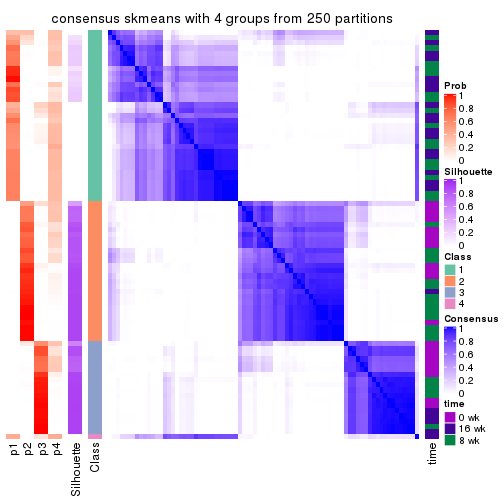 consensus skmeans with 4 groups from 250 partitions
Prob
1
0.8
0.6
0.4
0.2
0
Silhouette
1
0.8
0.6
0.4
0.2
0
Class
1
2
3
4
Consensus
1
0.8
0.6
0.4
0.2
0
time
0 wk
16 wk
8 wk
p1
p2
p3
p4
Silhouette
Class
time